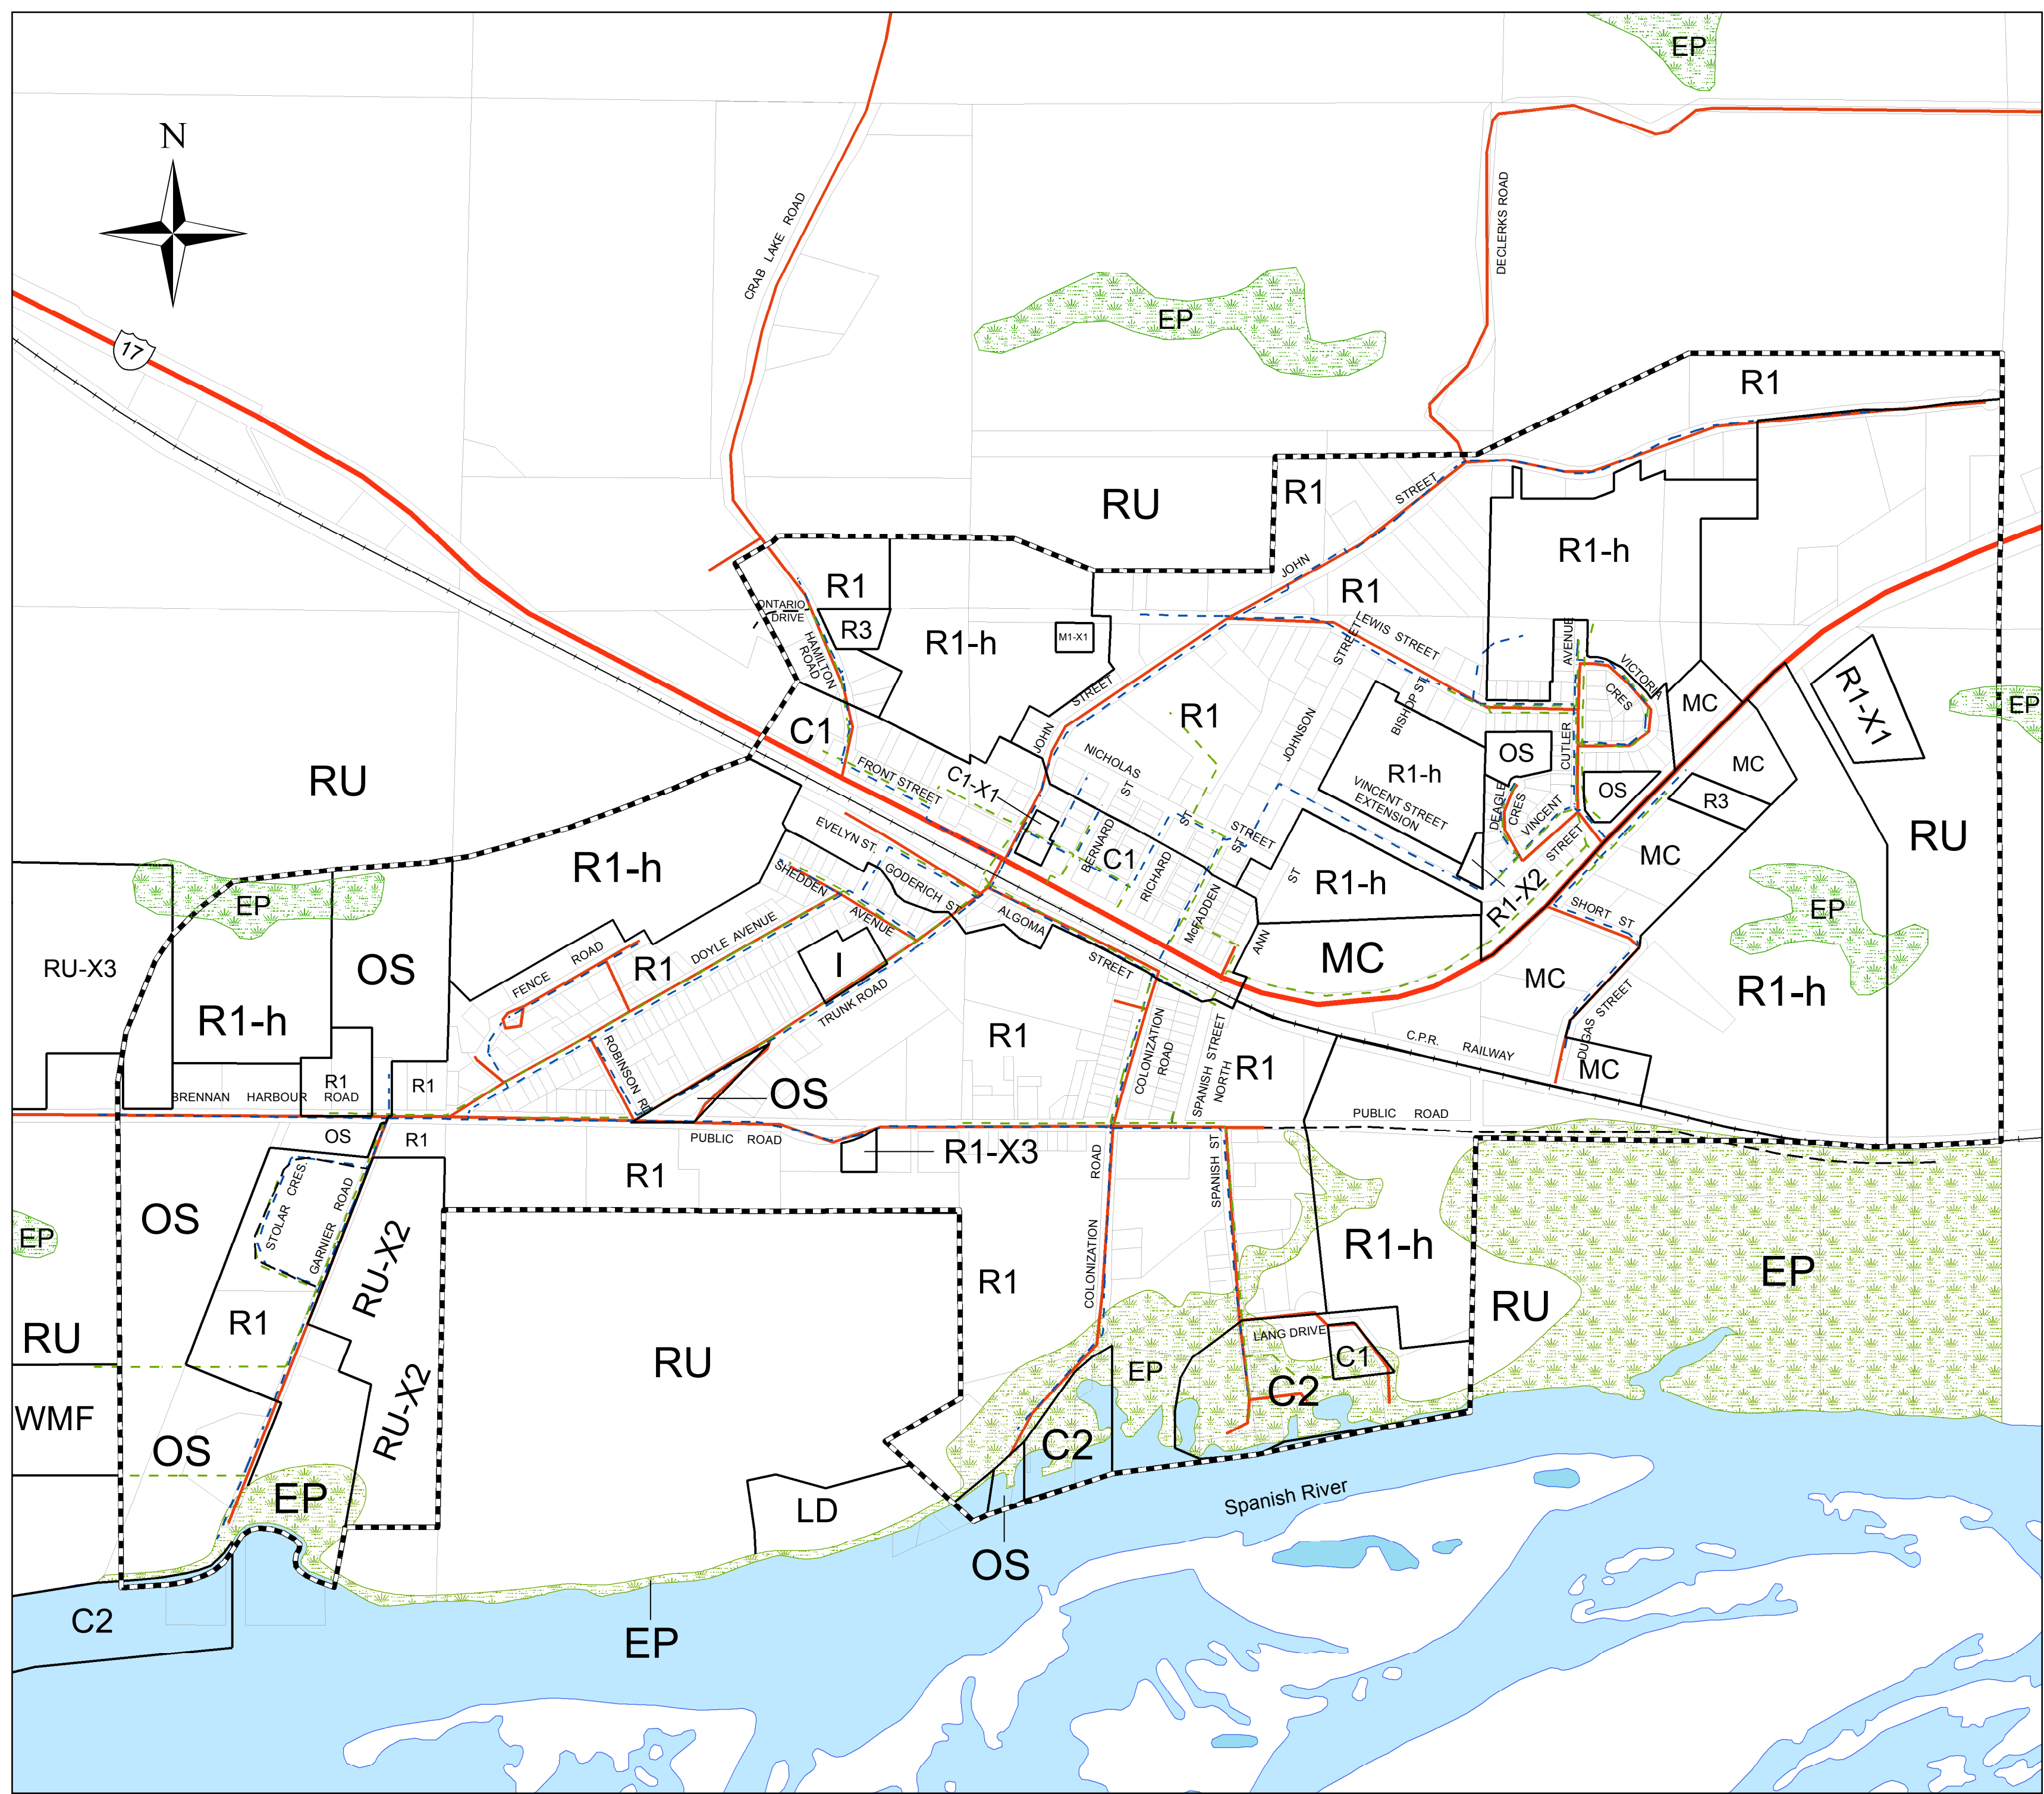 EP
N
CRAB LAKE ROAD
DECLERKS ROAD
EP
17
R1
RU
R1
STREET
R1-h
JOHN
R1
ONTARIO
DRIVE
R3
R1-h
M1-X1
R1
LEWIS STREET
HAMILTON
ROAD
STREET
STREET
AVENUE
VICTORIA
CRES
MC
R1-X1
EP
C1
JOHN
R1
JOHNSON
BISHOP ST
CUTLER
OS
MC
RU
FRONT STREET
C1-X1
NICHOLAS
ST
R1-h
VINCENT STREET
EXTENSION
DEAGLE
CRES
VINCENT
STREET
OS
R3
EVELYN ST.
BERNARD
C1
RICHARD
ST
STREET
ST
MC
RU
R1-h
SHEDDEN
AVENUE
GODERICH ST
ALGOMA
STREET
McFADDEN
ST
R1-h
R1-X2
SHORT ST
EP
EP
RU-X3
OS
FENCE ROAD
R1
DOYLE AVENUE
I
TRUNK ROAD
ANN
MC
MC
R1-h
R1-h
R1
COLONIZATION
ROAD
SPANISH STREET
NORTH
C.P.R. RAILWAY
DUGAS
STREET
MC
R1
R1
BRENNAN HARBOUR ROAD
R1
ROBINSON RD
OS
PUBLIC ROAD
OS
R1
PUBLIC ROAD
R1-X3
R1
ROAD
SPANISH ST
STOLAR CRES.
GARNIER ROAD
OS
RU-X2
EP
COLONIZATION
R1-h
EP
R1
RU
R1
RU
RU
LANG DRIVE
C1
EP
C2
WMF
RU-X2
OS
C2
EP
LD
Spanish River
OS
C2
EP